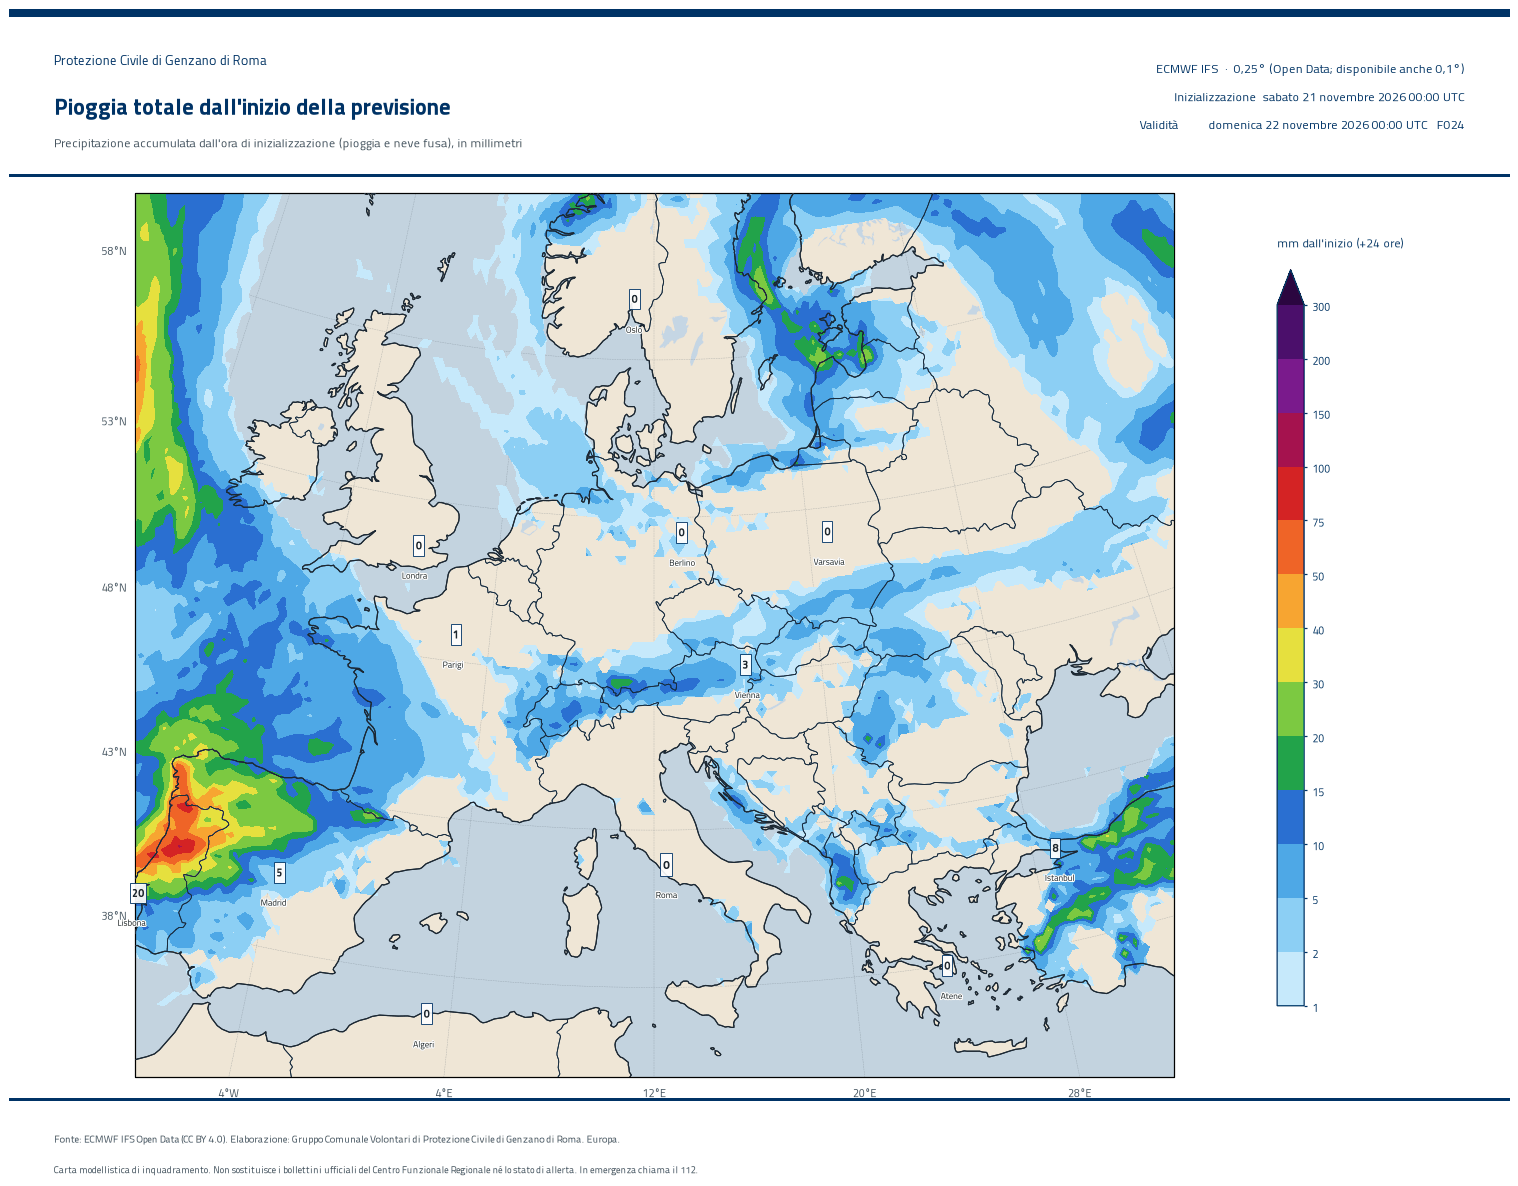 Protezione Civile di Genzano di Roma
Pioggia totale dall'inizio della previsione
Precipitazione accumulata dall'ora di inizializzazione (pioggia e neve fusa), in millimetri
ECMWF IFS · 0,25° (Open Data; disponibile anche 0,1°)
Inizializzazione sabato 21 novembre 2026 00:00 UTC
Validità domenica 22 novembre 2026 00:00 UTC F024
mm dall'inizio (+24 ore)
300
200
150
100
75
50
40
30
20
15
10
5
2
1
58°N
53°N
48°N
43°N
38°N
4°W
4°E
12°E
20°E
28°E
0
Oslo
0
Londra
0
Berlino
0
Varsavia
1
Parigi
3
Vienna
20
Lisbona
5
Madrid
0
Roma
8
Istanbul
0
Atene
0
Algeri
Fonte: ECMWF IFS Open Data (CC BY 4.0). Elaborazione: Gruppo Comunale Volontari di Protezione Civile di Genzano di Roma. Europa.
Carta modellistica di inquadramento. Non sostituisce i bollettini ufficiali del Centro Funzionale Regionale né lo stato di allerta. In emergenza chiama il 112.